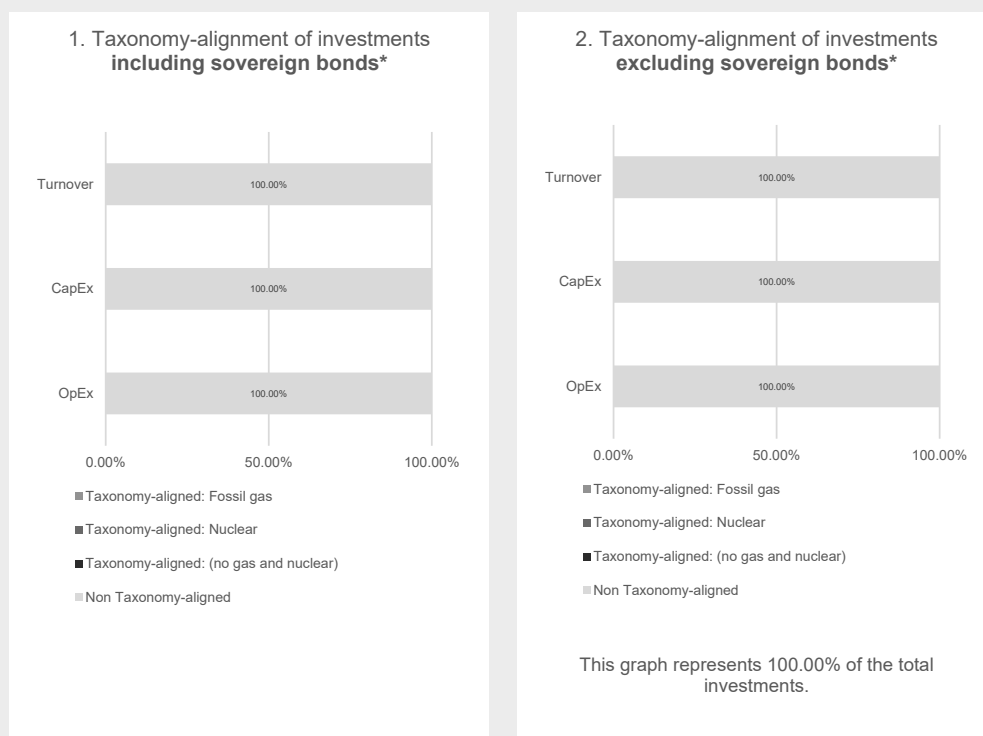 1. Taxonomy-alignment of investments
including sovereign bonds*
Turnover
100.00%
CapEx
100.00%
OpEx
100.00%
0.00% 50.00% 100.00%
Taxonomy-aligned: Fossil gas
Taxonomy-aligned: Nuclear
Taxonomy-aligned: (no gas and nuclear)
Non Taxonomy-aligned
2. Taxonomy-alignment of investments
excluding sovereign bonds*
Turnover
100.00%
CapEx
100.00%
OpEx
100.00%
0.00% 50.00% 100.00%
Taxonomy-aligned: Fossil gas
Taxonomy-aligned: Nuclear
Taxonomy-aligned: (no gas and nuclear)
Non Taxonomy-aligned
This graph represents 100.00% of the total
investments.